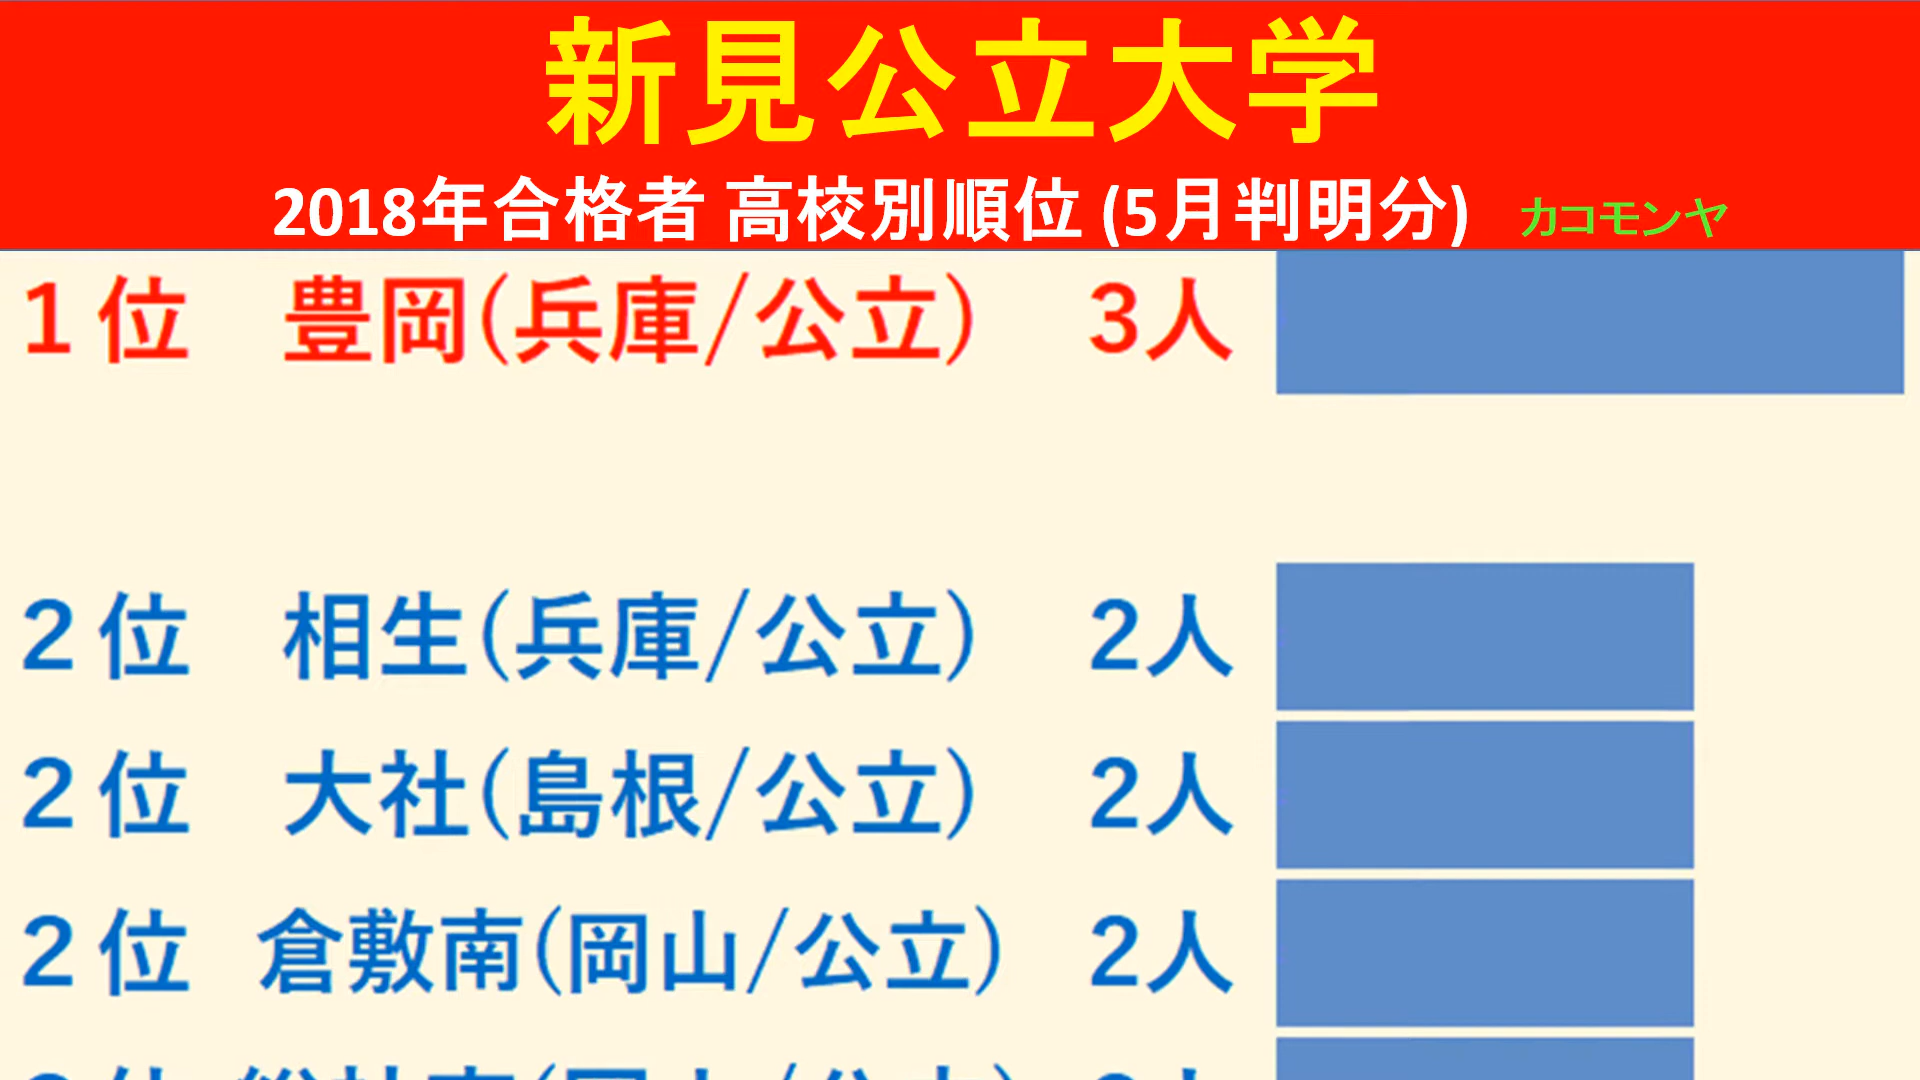 新見公立大学
2018年合格者 高校別順位 (5月判明分) カコモンヤ
1位 豊岡(兵庫/公立) 3人
2位 相生(兵庫/公立) 2人
2位 大社(島根/公立) 2人
2位 倉敷南(岡山/公立) 2人